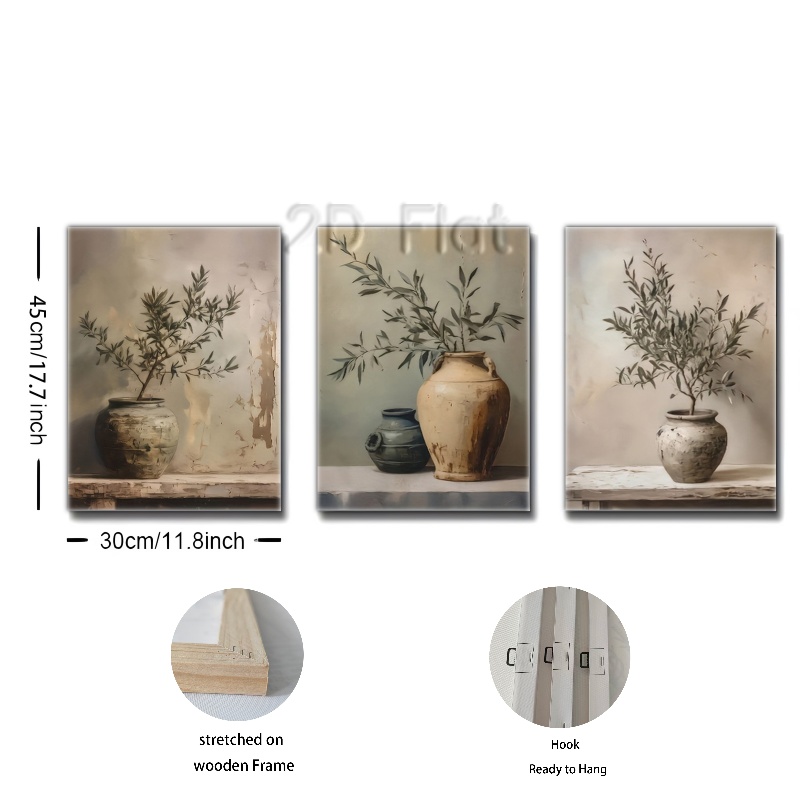 2D Flat
45cm/17.7inch
30cm/11.8inch
stretched on
wooden Frame
Hook
Ready to Hang